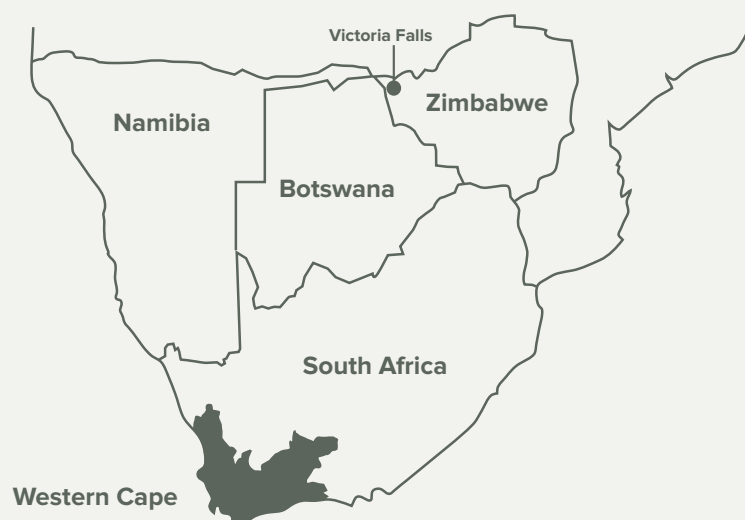 Victoria Falls
Zimbabwe
Namibia
Botswana
South Africa
Western Cape